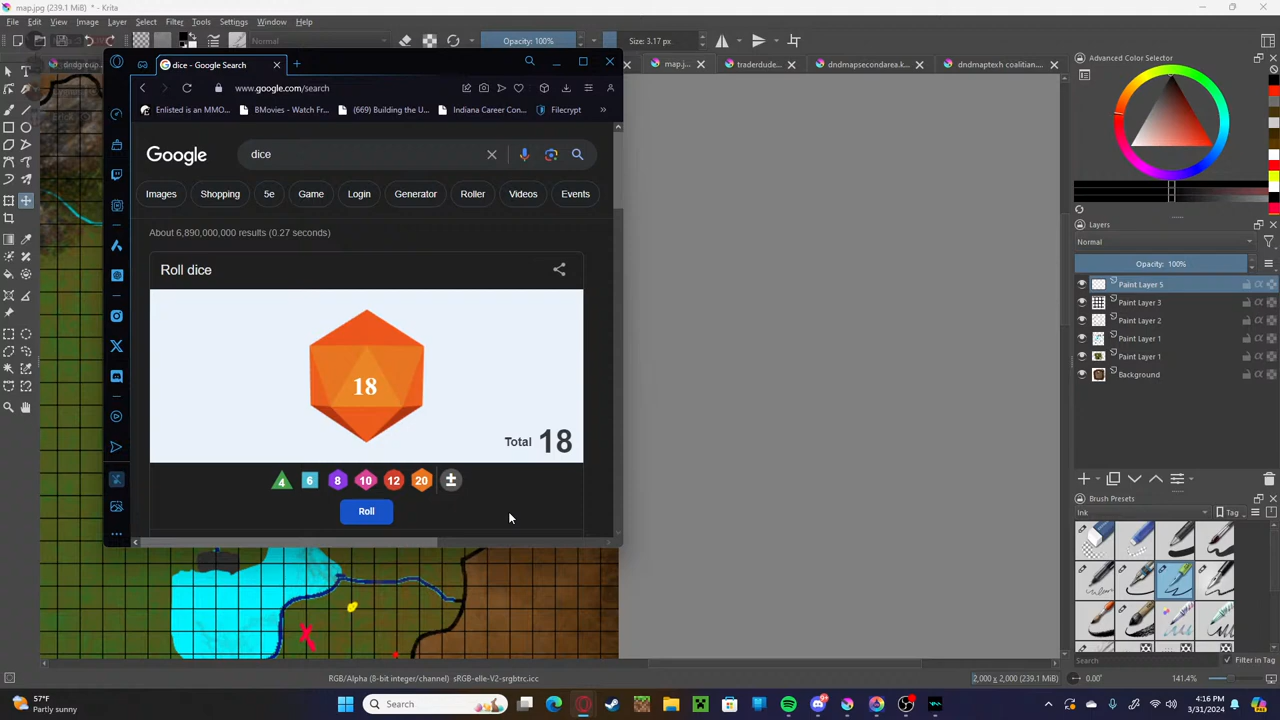 map.jpg (239.1 MiB) * - Krita
File Edit View Image Layer Select Filter Tools Settings Window Help
Normal Opacity: 100% Size: 3.17 px
dndgroup map.j... traderdude... dndmapsecondarea.k... dndmaptexh coalition....
dice - Google Search
www.google.com/search
Enlisted is an MMO... BMovies - Watch Fr... (669) Building the U... Indiana Career Con... Filecrypt »
Google dice
Images Shopping 5e Game Login Generator Roller Videos Events
About 6,890,000,000 results (0.27 seconds)
Roll dice
18
Total 18
4 6 8 10 12 20 ±
Roll
Advanced Color Selector
Layers
Normal
Opacity: 100%
Paint Layer 5
Paint Layer 3
Paint Layer 2
Paint Layer 1
Paint Layer 1
Background
Brush Presets
Ink Tag
Search Filter in Tag
RGB/Alpha (8-bit integer/channel) sRGB-elle-V2-srgbtrc.icc 2,000 x 2,000 (239.1 MiB) 0.00° 141.4%
57°F
Partly sunny
Search
3:16 PM
3/31/2024